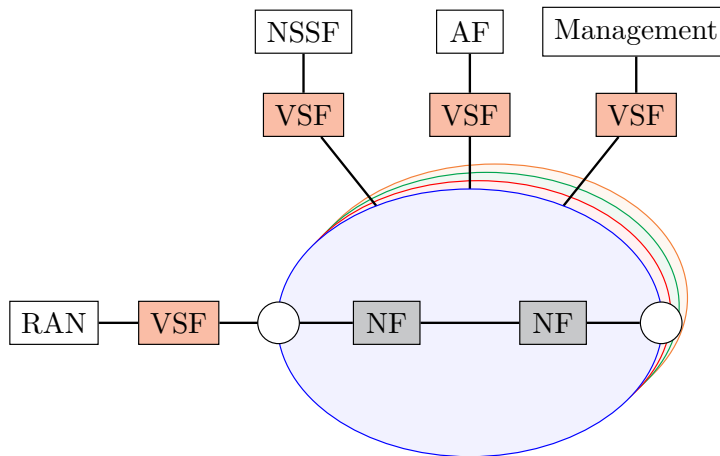 NSSF
AF
Management
VSF
VSF
VSF
RAN
VSF
NF
NF